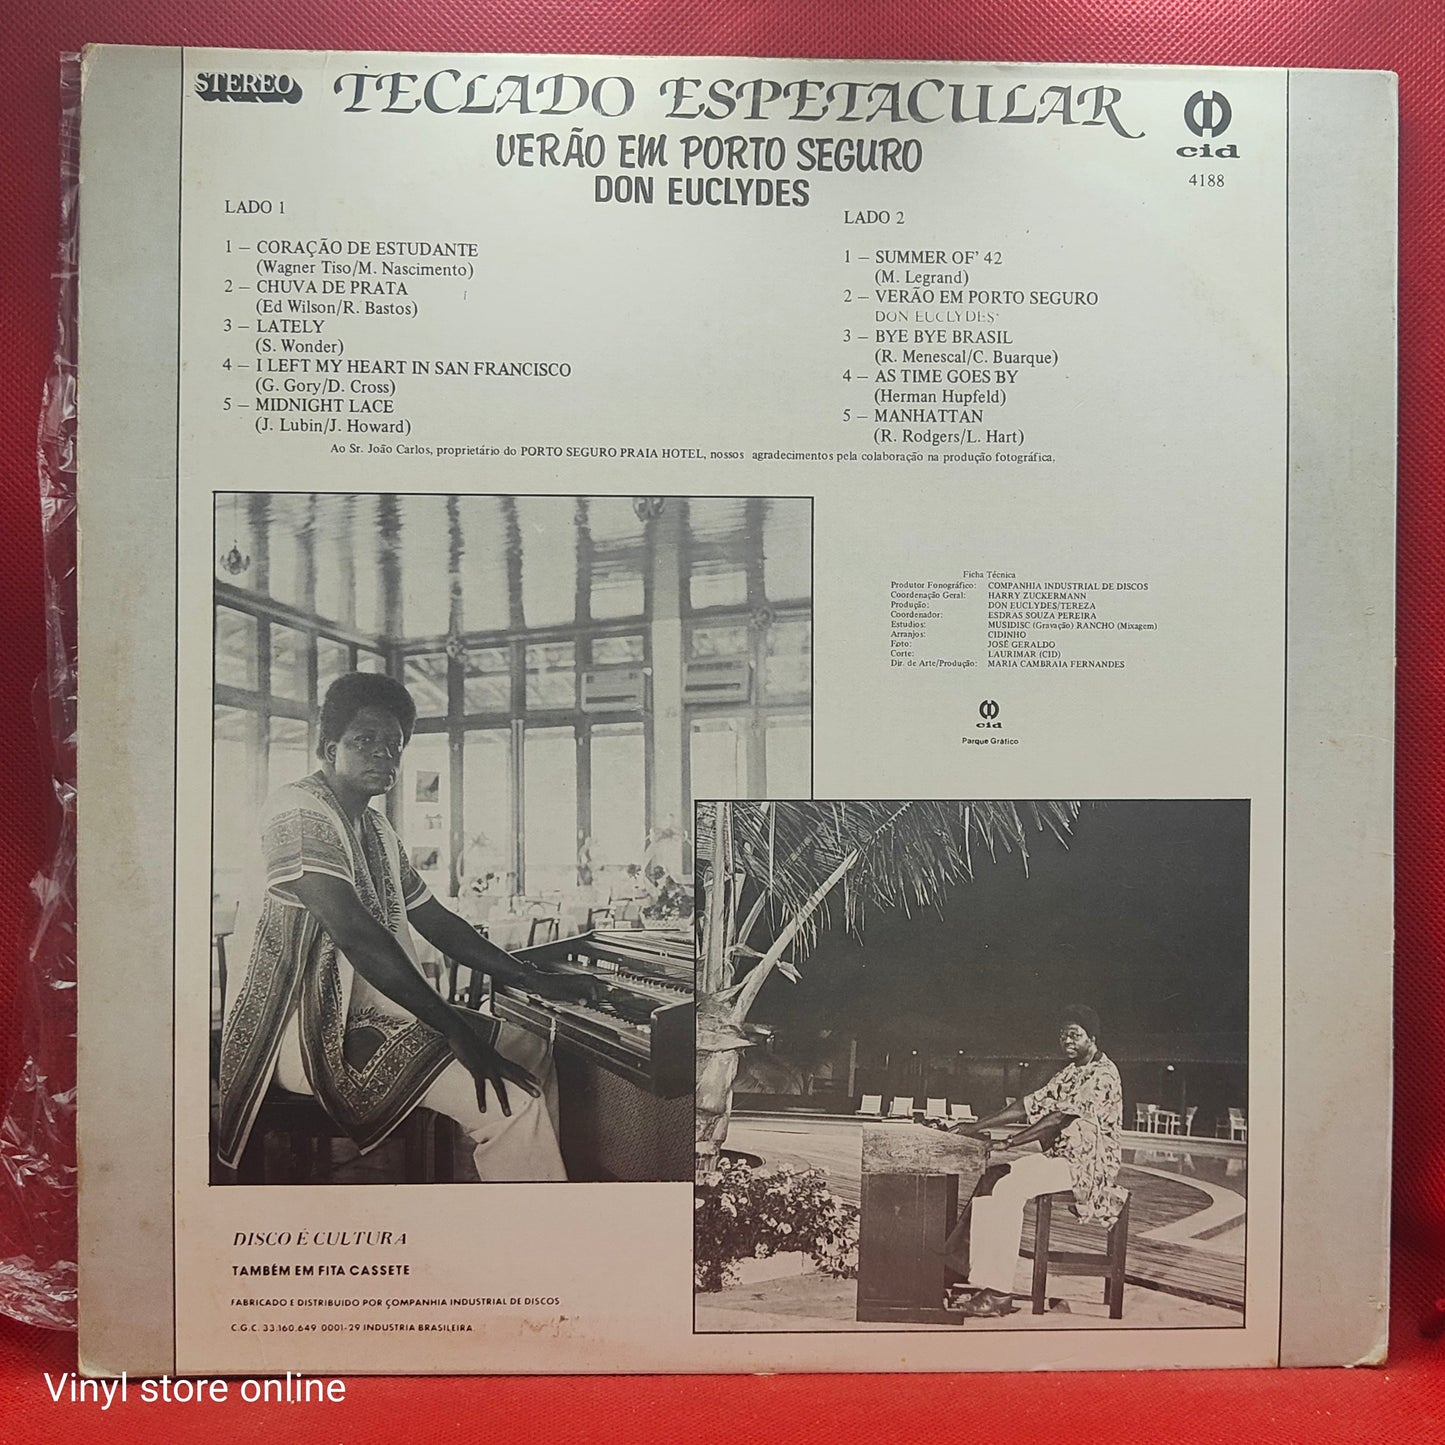 STEREO
TECLADO ESPETACULAR
cid
4188
VERÃO EM PORTO SEGURO
DON EUCLYDES
LADO 1
1 – CORAÇÃO DE ESTUDANTE
(Wagner Tiso/M. Nascimento)
2 – CHUVA DE PRATA
(Ed Wilson/R. Bastos)
3 – LATELY
(S. Wonder)
4 – I LEFT MY HEART IN SAN FRANCISCO
(G. Gory/D. Cross)
5 – MIDNIGHT LACE
(J. Lubin/J. Howard)
LADO 2
1 – SUMMER OF' 42
(M. Legrand)
2 – VERÃO EM PORTO SEGURO
DON EUCLYDES
3 – BYE BYE BRASIL
(R. Menescal/C. Buarque)
4 – AS TIME GOES BY
(Herman Hupfeld)
5 – MANHATTAN
(R. Rodgers/L. Hart)
Ao Sr. João Carlos, proprietário do PORTO SEGURO PRAIA HOTEL, nossos agradecimentos pela colaboração na produção fotográfica.
Ficha Técnica
Produtor Fonográfico: COMPANHIA INDUSTRIAL DE DISCOS
Coordenação Geral: HARRY ZUCKERMANN
Produção: DON EUCLYDES/TEREZA
Coordenador: ESDRAS SOUZA PEREIRA
Estudios: MUSIDISC (Gravação) RANCHO (Mixagem)
Arranjos: CIDINHO
Foto: JOSÉ GERALDO
Corte: LAURIMAR (CID)
Dir. de Arte/Produção: MARIA CAMBRAIA FERNANDES
cid
Parque Gráfico
DISCO É CULTURA
TAMBÉM EM FITA CASSETE
FABRICADO E DISTRIBUIDO POR COMPANHIA INDUSTRIAL DE DISCOS
C.G.C. 33.160.649 0001-29 INDUSTRIA BRASILEIRA
Vinyl store online